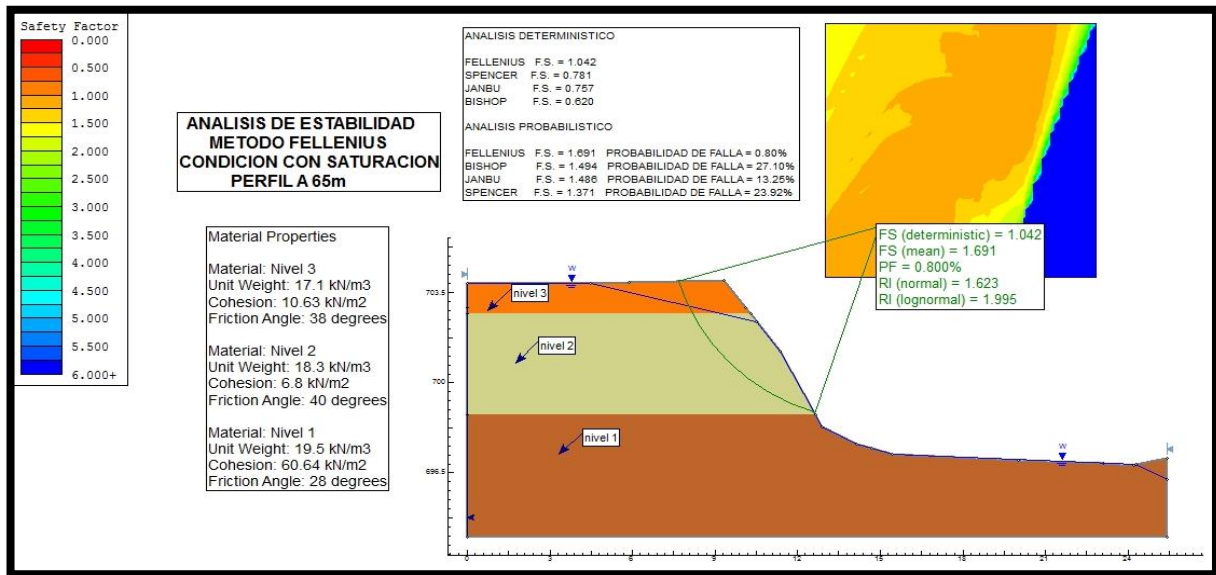 Safety Factor
0.000
0.500
1.000
1.500
2.000
2.500
3.000
3.500
4.000
4.500
5.000
5.500
6.000+
ANALISIS DE ESTABILIDAD
METODO FELLENIUS
CONDICION CON SATURACION
PERFIL A 65m
ANALISIS DETERMINISTICO
FELLENIUS F.S. = 1.042
SPENCER F.S. = 0.781
JANBU F.S. = 0.757
BISHOP F.S. = 0.620
ANALISIS PROBABILISTICO
FELLENIUS F.S. = 1.691 PROBABILIDAD DE FALLA = 0.80%
BISHOP F.S. = 1.494 PROBABILIDAD DE FALLA = 27.10%
JANBU F.S. = 1.486 PROBABILIDAD DE FALLA = 13.25%
SPENCER F.S. = 1.371 PROBABILIDAD DE FALLA = 23.92%
Material Properties
Material: Nivel 3
Unit Weight: 17.1 kN/m3
Cohesion: 10.63 kN/m2
Friction Angle: 38 degrees
Material: Nivel 2
Unit Weight: 18.3 kN/m3
Cohesion: 6.8 kN/m2
Friction Angle: 40 degrees
Material: Nivel 1
Unit Weight: 19.5 kN/m3
Cohesion: 60.64 kN/m2
Friction Angle: 28 degrees
FS (deterministic) = 1.042
FS (mean) = 1.691
PF = 0.800%
RI (normal) = 1.623
RI (lognormal) = 1.995
W
nivel 3
nivel 2
nivel 1
W
703.5
700
696.5
0 3 6 9 12 15 18 21 24